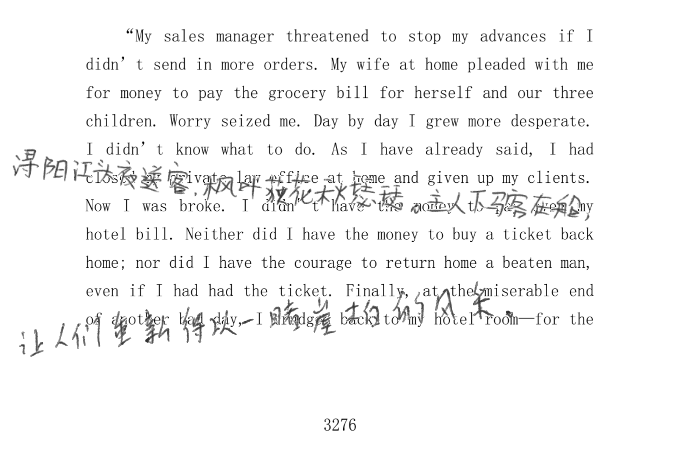 “My sales manager threatened to stop my advances if I
didn’t send in more orders. My wife at home pleaded with me
for money to pay the grocery bill for herself and our three
children. Worry seized me. Day by day I grew more desperate.
I didn’t know what to do. As I have already said, I had
浔阳江头夜送客,枫叶荻花秋瑟瑟。主人下马客在船,
closed my private law office at home and given up my clients.
Now I was broke. I didn’t have the money to pay even my
hotel bill. Neither did I have the money to buy a ticket back
home; nor did I have the courage to return home a beaten man,
even if I had had the ticket. Finally, at the miserable end
of another bad day, I trudged back to my hotel room—for the
让人们重新得以一睹崖柏的风采.
3276